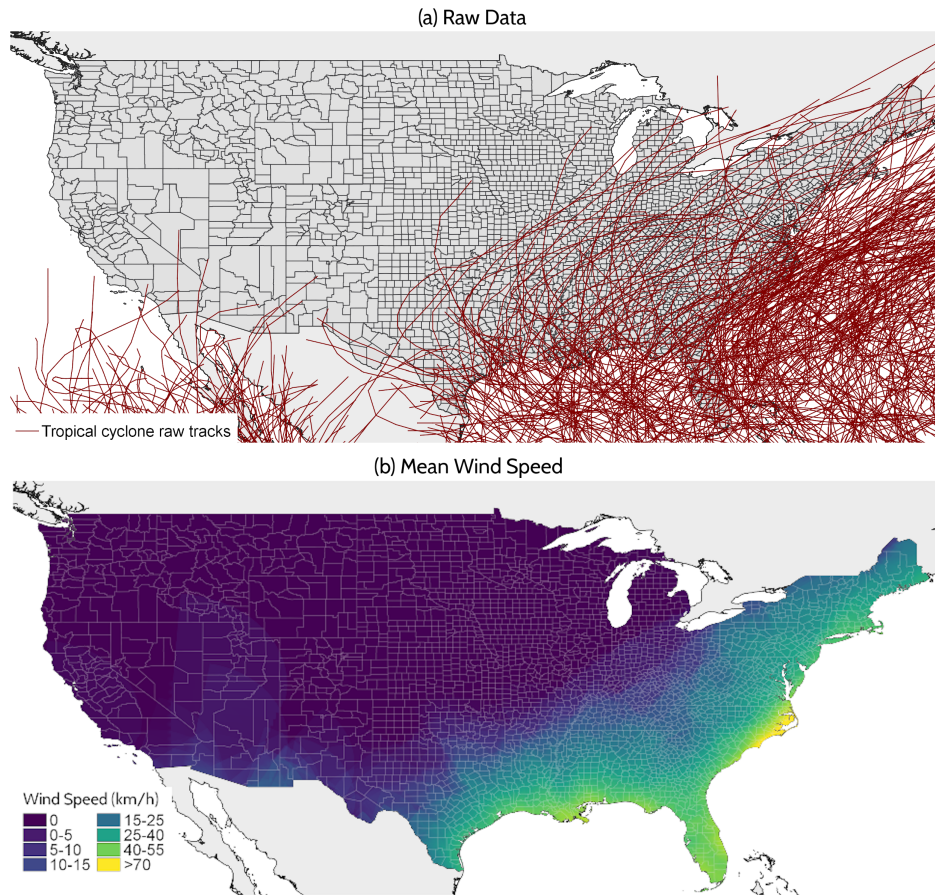 (a) Raw Data
Tropical cyclone raw tracks
(b) Mean Wind Speed
Wind Speed (km/h)
0 15-25
0-5 25-40
5-10 40-55
10-15 >70